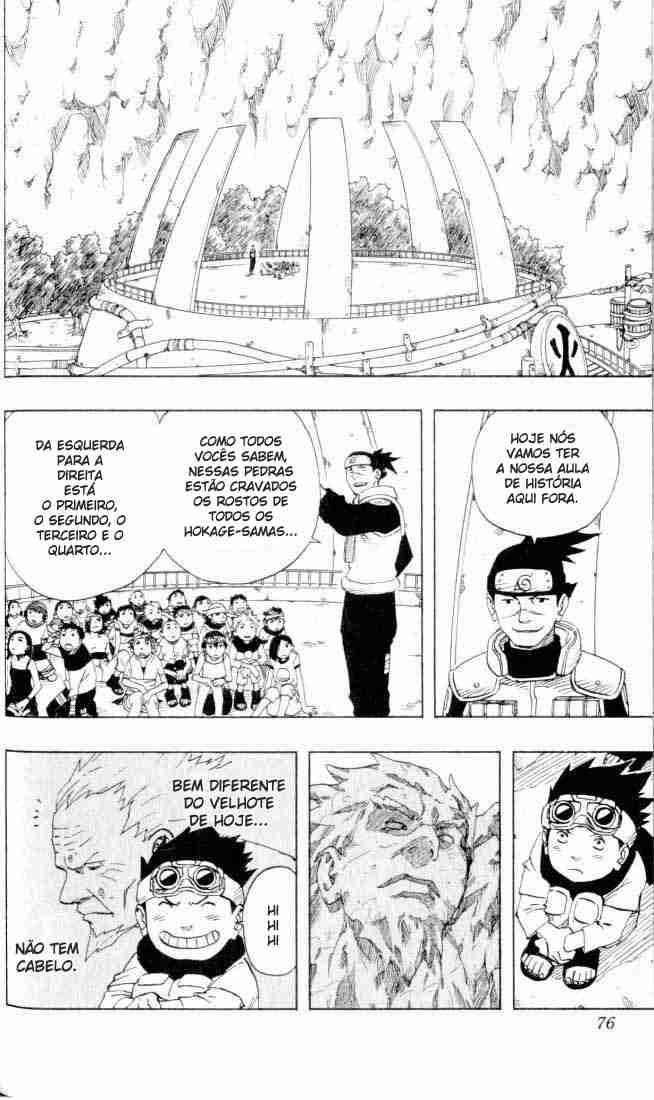 火
HOJE NÓS
VAMOS TER
A NOSSA AULA
DE HISTÓRIA
AQUI FORA.
COMO TODOS
VOCÊS SABEM,
NESSAS PEDRAS
ESTÃO CRAVADOS
OS ROSTOS DE
TODOS OS
HOKAGE-SAMAS...
DA ESQUERDA
PARA A
DIREITA
ESTÁ
O PRIMEIRO,
O SEGUNDO, O
TERCEIRO E O
QUARTO...
BEM DIFERENTE
DO VELHOTE
DE HOJE...
HI
HI
HI
NÃO TEM
CABELO.
76